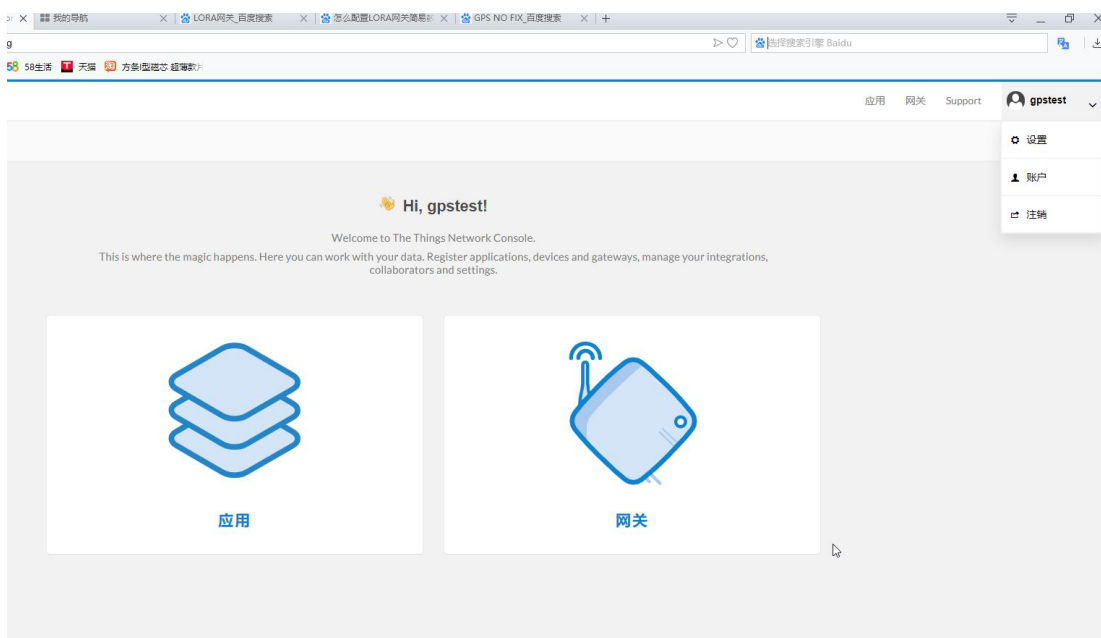 我的导航
LORA网关_百度搜索
怎么配置LORA网关简易
GPS NO FIX_百度搜索
g
选择搜索引擎 Baidu
58 58生活
T 天猫
方条I型磁芯 超薄款
应用
网关
Support
gpstest
设置
账户
注销
Hi, gpstest!
Welcome to The Things Network Console.
This is where the magic happens. Here you can work with your data. Register applications, devices and gateways, manage your integrations,
collaborators and settings.
应用
网关